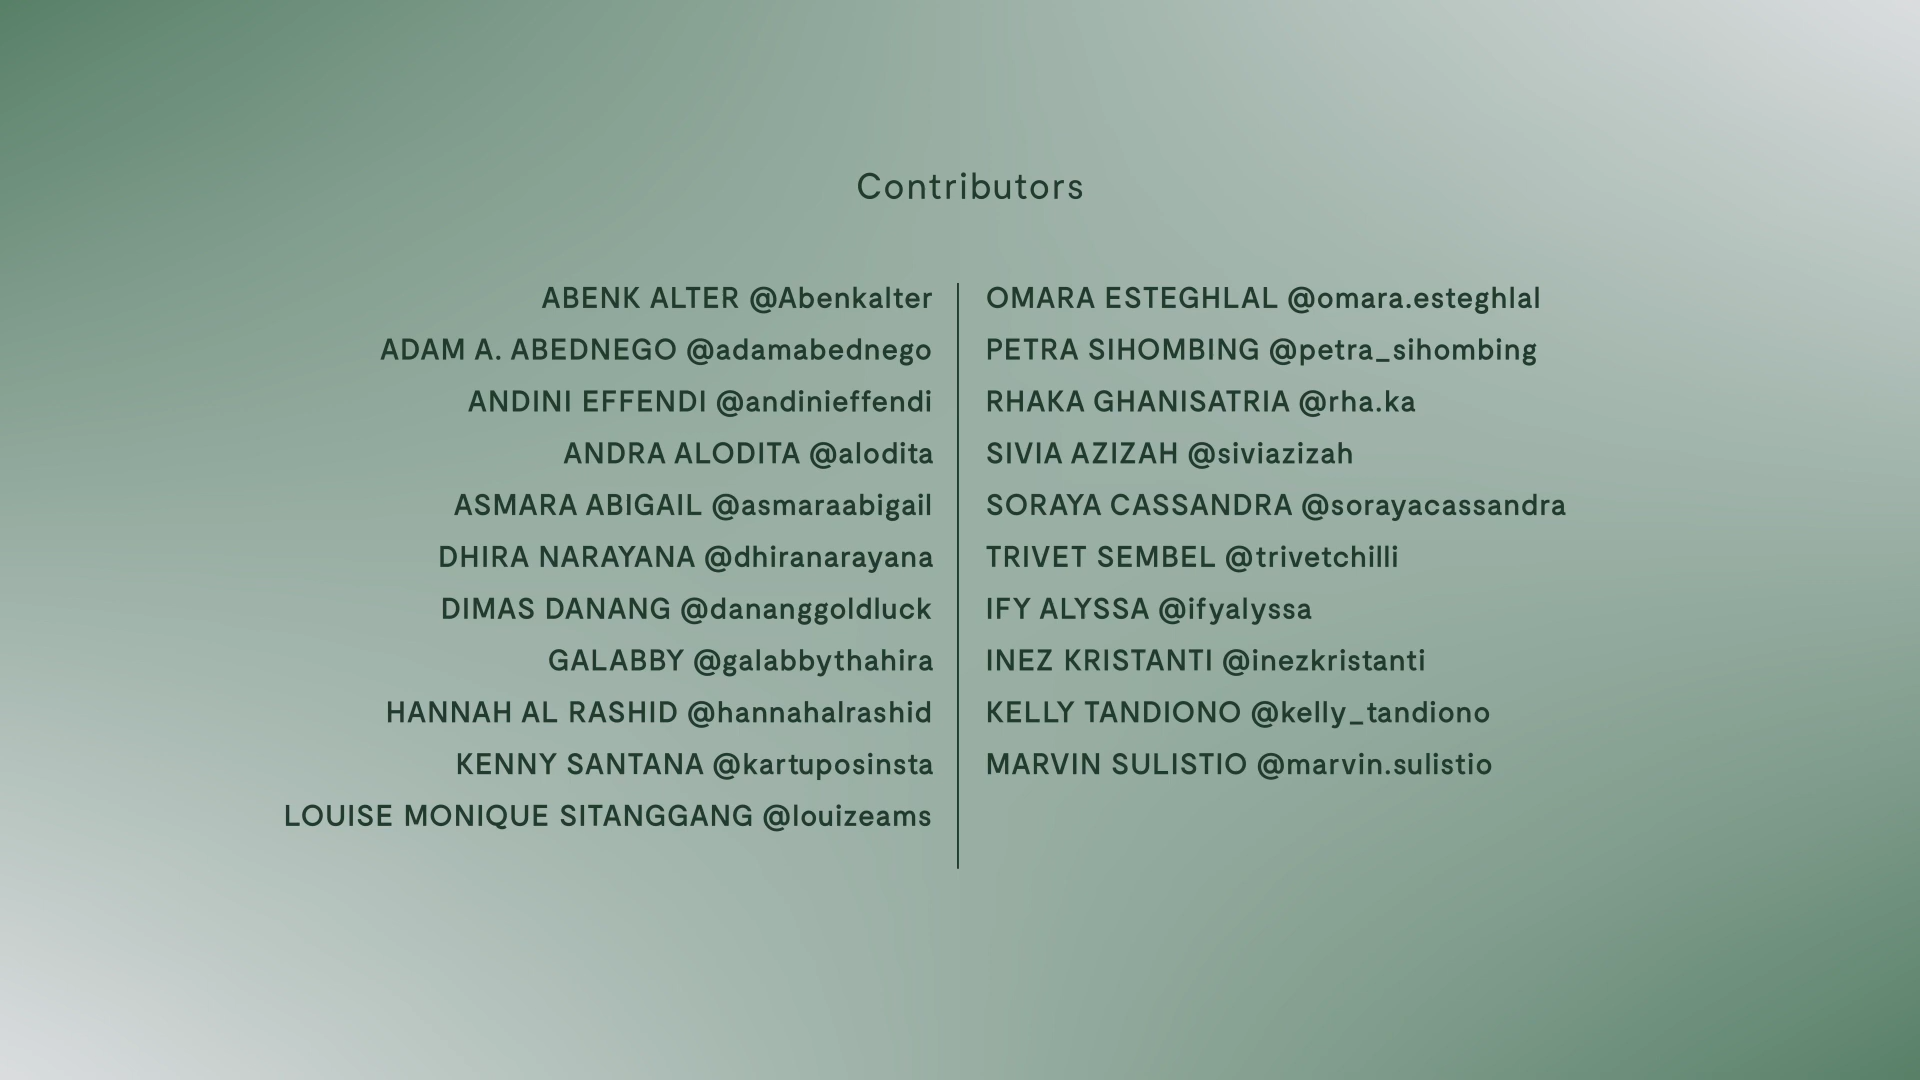 Contributors
ABENK ALTER @Abenkalter
ADAM A. ABEDNEGO @adamabednego
ANDINI EFFENDI @andinieffendi
ANDRA ALODITA @alodita
ASMARA ABIGAIL @asmaraabigail
DHIRA NARAYANA @dhiranarayana
DIMAS DANANG @dananggoldluck
GALABBY @galabbythahira
HANNAH AL RASHID @hannahalrashid
KENNY SANTANA @kartuposinsta
LOUISE MONIQUE SITANGGANG @louizeams
OMARA ESTEGHLAL @omara.esteghlal
PETRA SIHOMBING @petra_sihombing
RHAKA GHANISATRIA @rha.ka
SIVIA AZIZAH @siviazizah
SORAYA CASSANDRA @sorayacassandra
TRIVET SEMBEL @trivetchilli
IFY ALYSSA @ifyalyssa
INEZ KRISTANTI @inezkristanti
KELLY TANDIONO @kelly_tandiono
MARVIN SULISTIO @marvin.sulistio